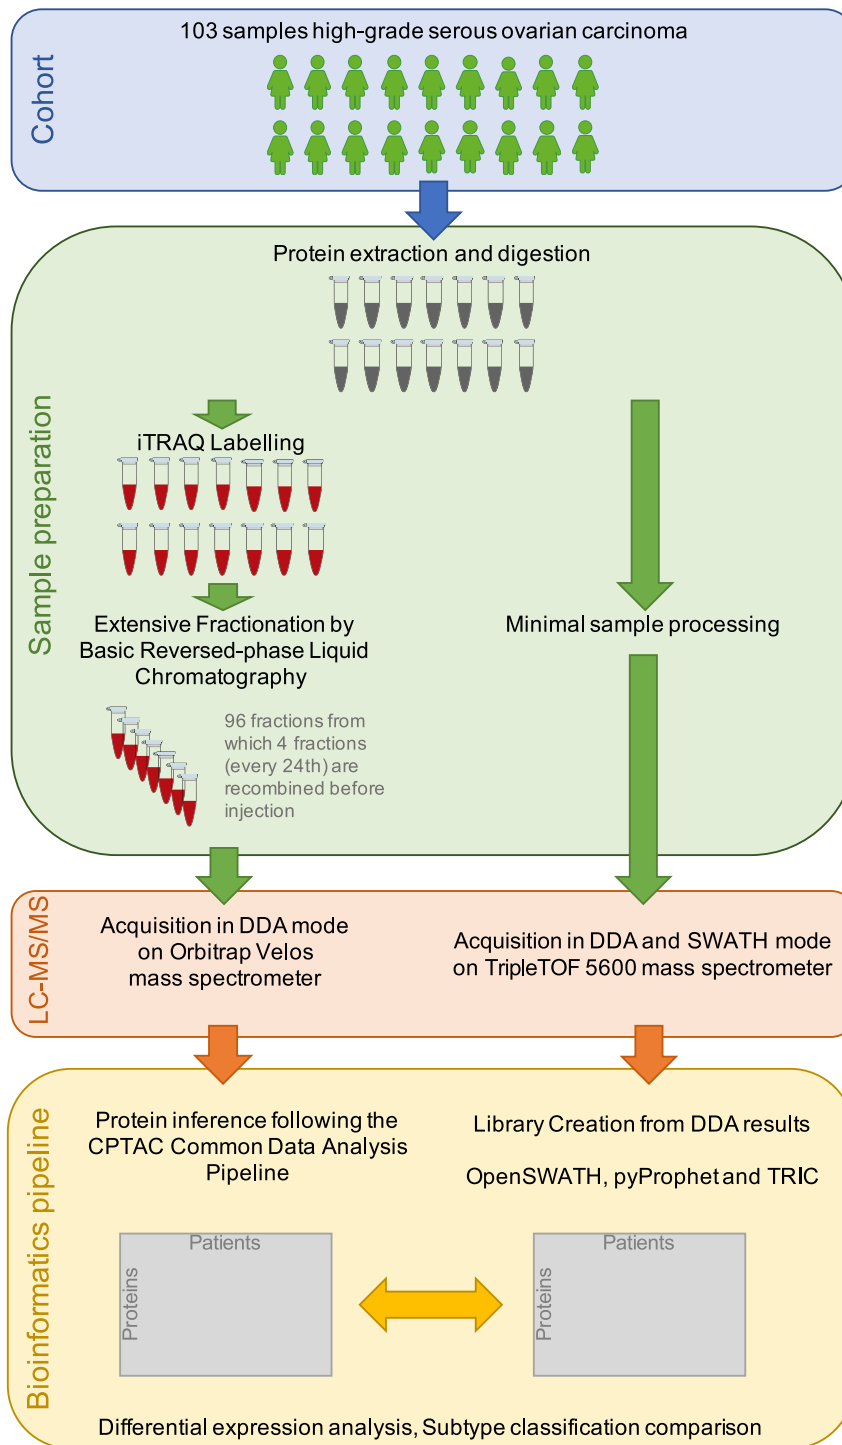 Cohort
103 samples high-grade serous ovarian carcinoma
Sample preparation
Protein extraction and digestion
iTRAQ Labelling
Extensive Fractionation by
Basic Reversed-phase Liquid
Chromatography
96 fractions from
which 4 fractions
(every 24th) are
recombined before
injection
Minimal sample processing
LC-MS/MS
Acquisition in DDA mode
on Orbitrap Velos
mass spectrometer
Acquisition in DDA and SWATH mode
on TripleTOF 5600 mass spectrometer
Bioinformatics pipeline
Protein inference following the
CPTAC Common Data Analysis
Pipeline
Library Creation from DDA results
OpenSWATH, pyProphet and TRIC
Patients
Proteins
Patients
Proteins
Differential expression analysis, Subtype classification comparison